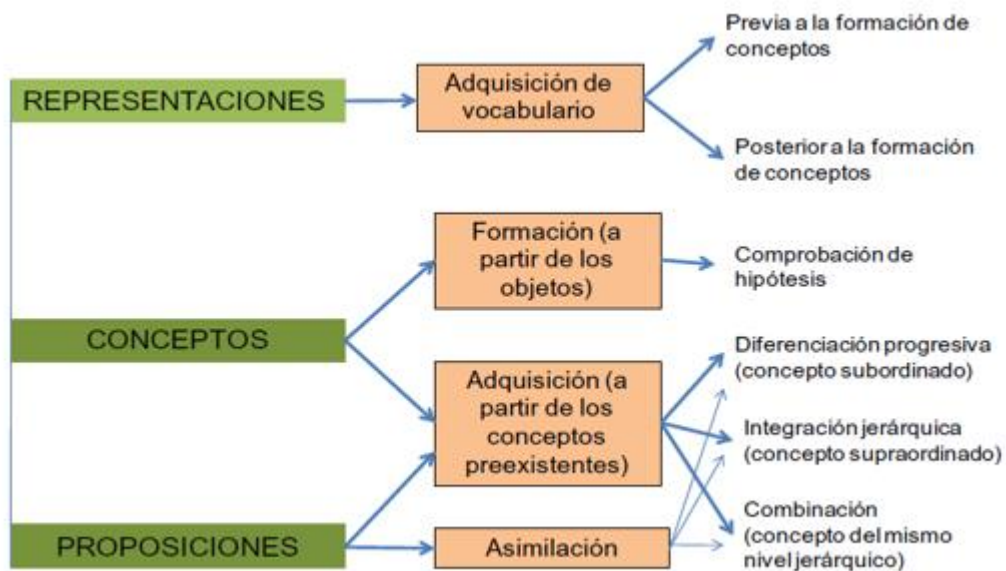 REPRESENTACIONES
Adquisición de
vocabulario
Previa a la formación de
conceptos
Posterior a la formación
de conceptos
CONCEPTOS
Formación (a
partir de los
objetos)
Comprobación de
hipótesis
Adquisición (a
partir de los
conceptos
preexistentes)
Diferenciación progresiva
(concepto subordinado)
Integración jerárquica
(concepto supraordinado)
Combinación
(concepto del mismo
nivel jerárquico)
PROPOSICIONES
Asimilación